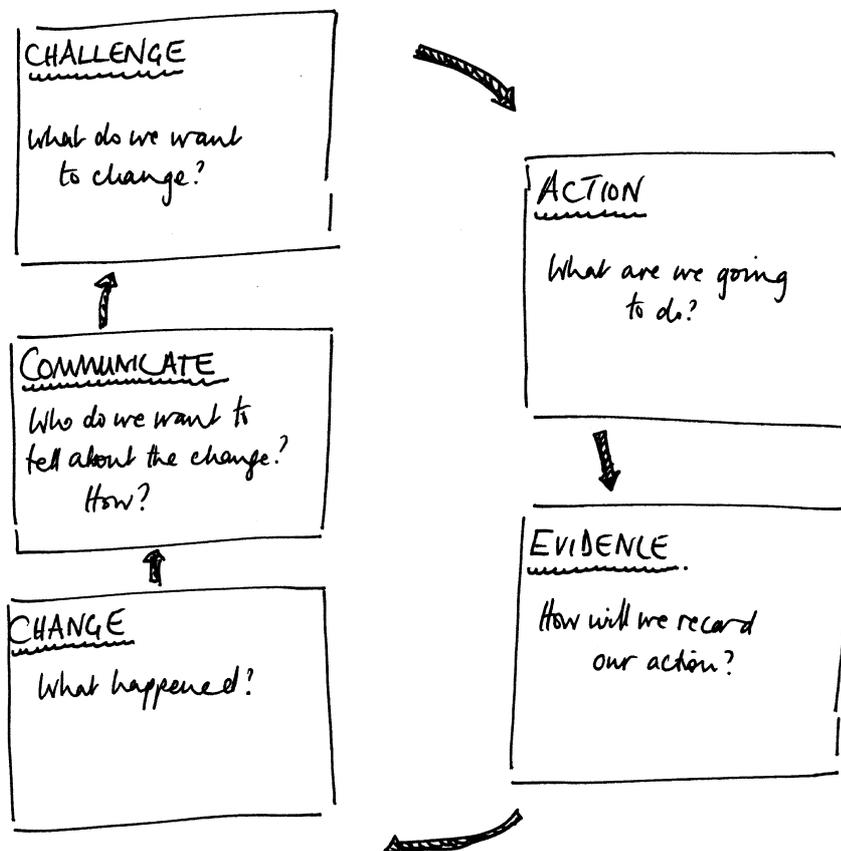 CHALLENGE
What do we want
to change?
ACTION
What are we going
to do?
EVIDENCE.
How will we record
our action?
CHANGE
What happened?
COMMUNICATE
Who do we want to
tell about the change?
How?